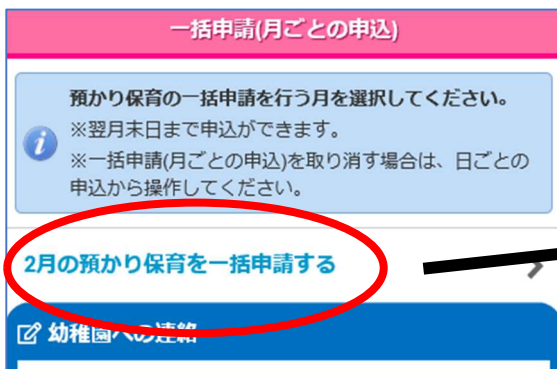 一括申請(月ごとの申込)
預かり保育の一括申請を行う月を選択してください。
※翌月末日まで申込ができます。
※一括申請(月ごとの申込)を取り消す場合は、日ごとの
申込から操作してください。
2月の預かり保育を一括申請する
幼稚園への連絡